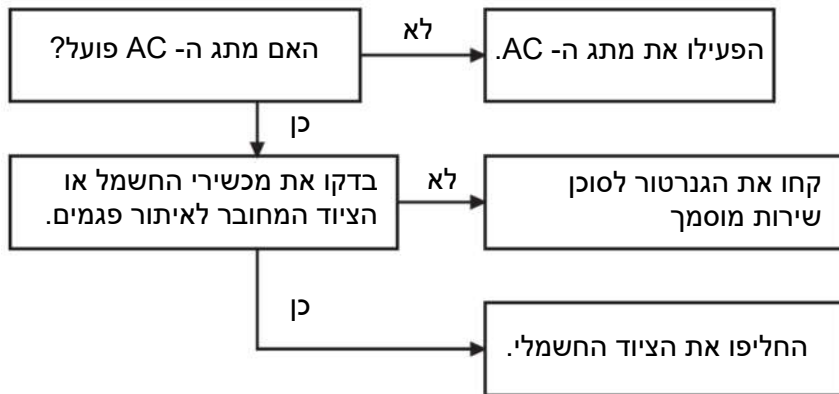 האם מתג ה- AC פועל?
לא
הפעילו את מתג ה- AC.
כן
בדקו את מכשירי החשמל או
הציוד המחובר לאיתור פגמים.
לא
קחו את הגנרטור לסוכן
שירות מוסמך
כן
החליפו את הציוד החשמלי.